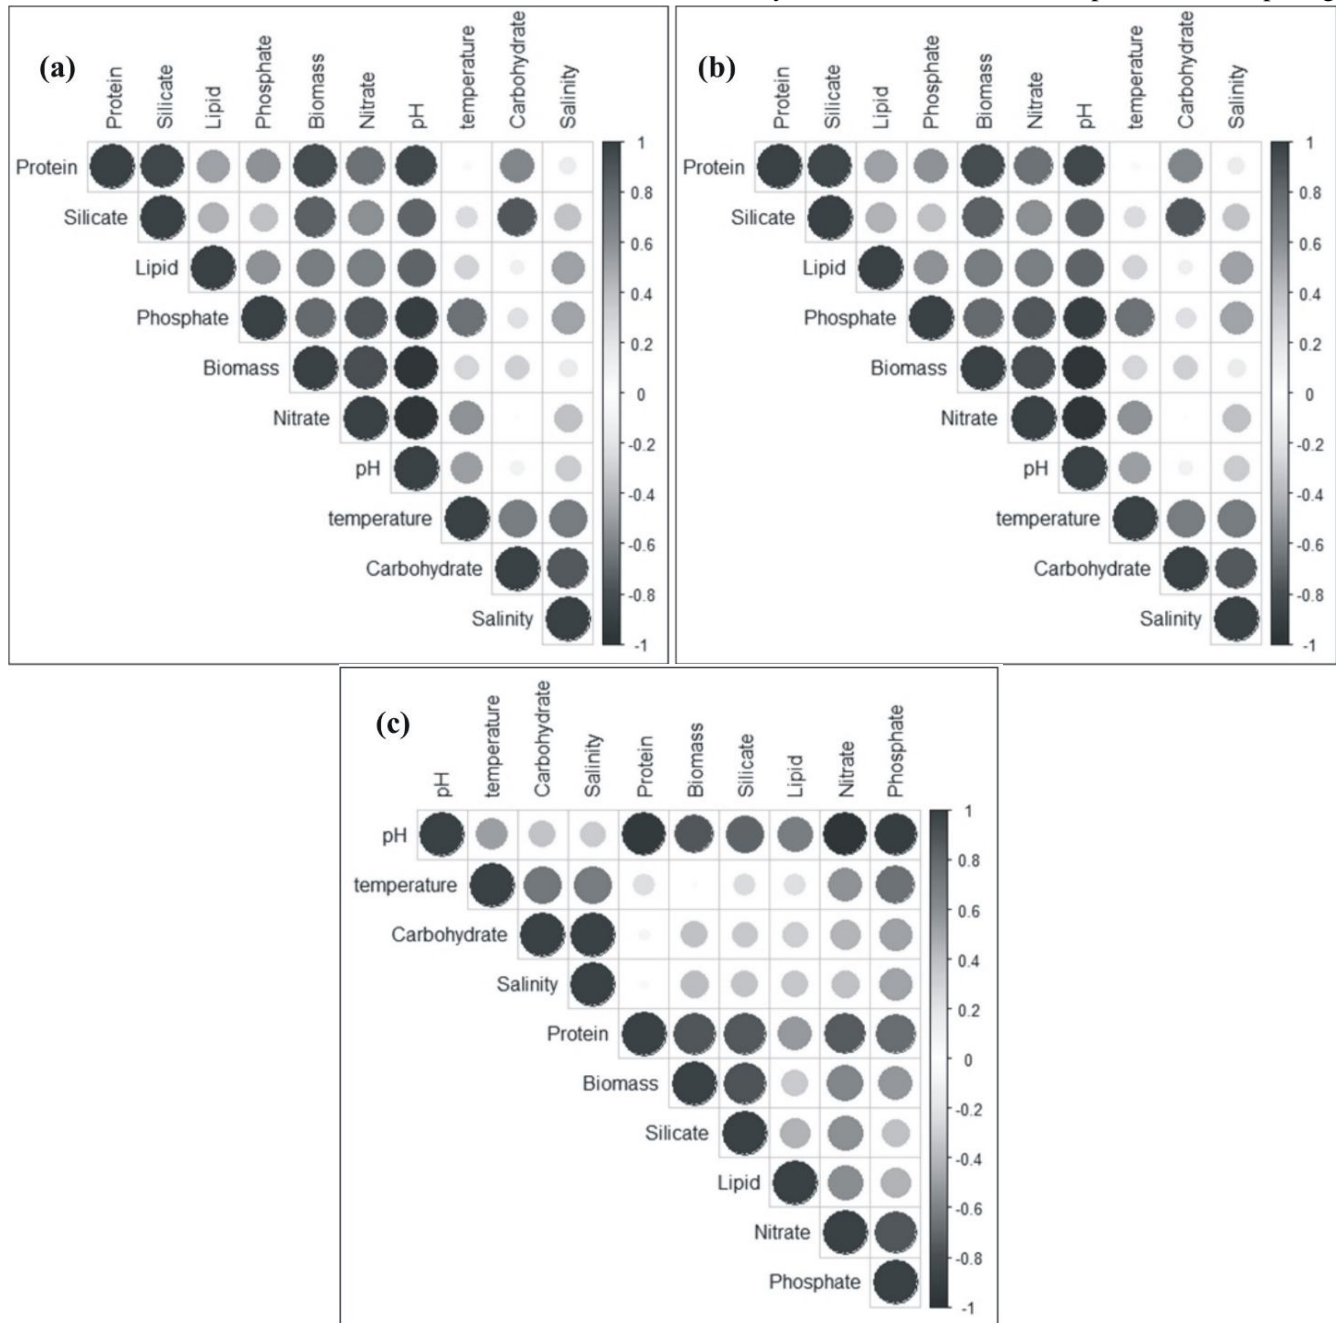 (a)
Protein
Silicate
Lipid
Phosphate
Biomass
Nitrate
pH
temperature
Carbohydrate
Salinity
Protein
Silicate
Lipid
Phosphate
Biomass
Nitrate
pH
temperature
Carbohydrate
Salinity
1
0.8
0.6
0.4
0.2
0
-0.2
-0.4
-0.6
-0.8
-1
(b)
Protein
Silicate
Lipid
Phosphate
Biomass
Nitrate
pH
temperature
Carbohydrate
Salinity
Protein
Silicate
Lipid
Phosphate
Biomass
Nitrate
pH
temperature
Carbohydrate
Salinity
1
0.8
0.6
0.4
0.2
0
-0.2
-0.4
-0.6
-0.8
-1
(c)
pH
temperature
Carbohydrate
Salinity
Protein
Biomass
Silicate
Lipid
Nitrate
Phosphate
pH
temperature
Carbohydrate
Salinity
Protein
Biomass
Silicate
Lipid
Nitrate
Phosphate
1
0.8
0.6
0.4
0.2
0
-0.2
-0.4
-0.6
-0.8
-1